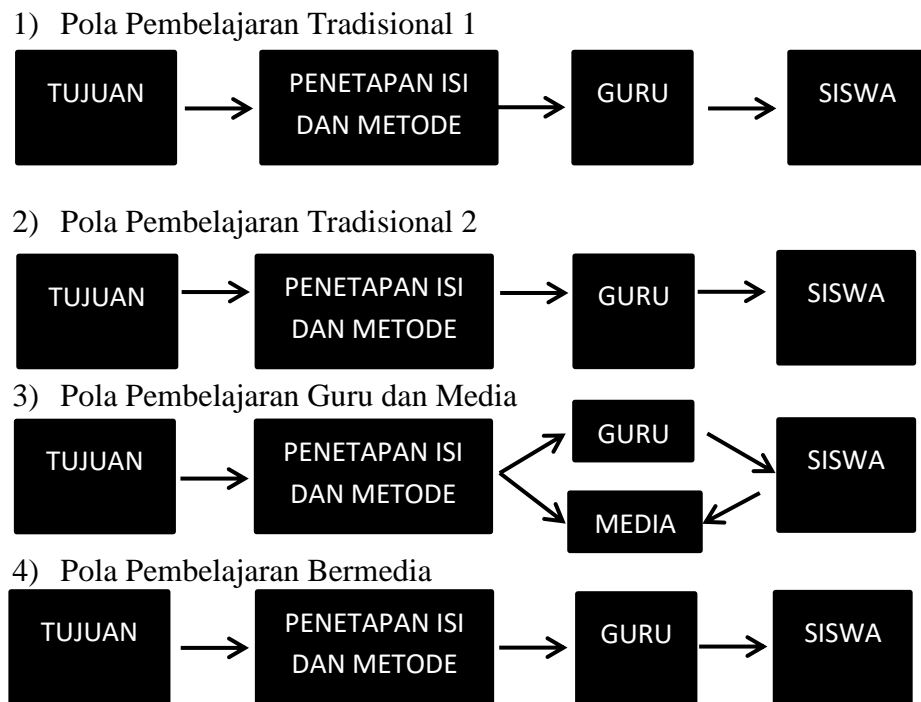 1) Pola Pembelajaran Tradisional 1
TUJUAN
PENETAPAN ISI
DAN METODE
GURU
SISWA
2) Pola Pembelajaran Tradisional 2
TUJUAN
PENETAPAN ISI
DAN METODE
GURU
SISWA
3) Pola Pembelajaran Guru dan Media
TUJUAN
PENETAPAN ISI
DAN METODE
GURU
MEDIA
SISWA
4) Pola Pembelajaran Bermedia
TUJUAN
PENETAPAN ISI
DAN METODE
GURU
SISWA